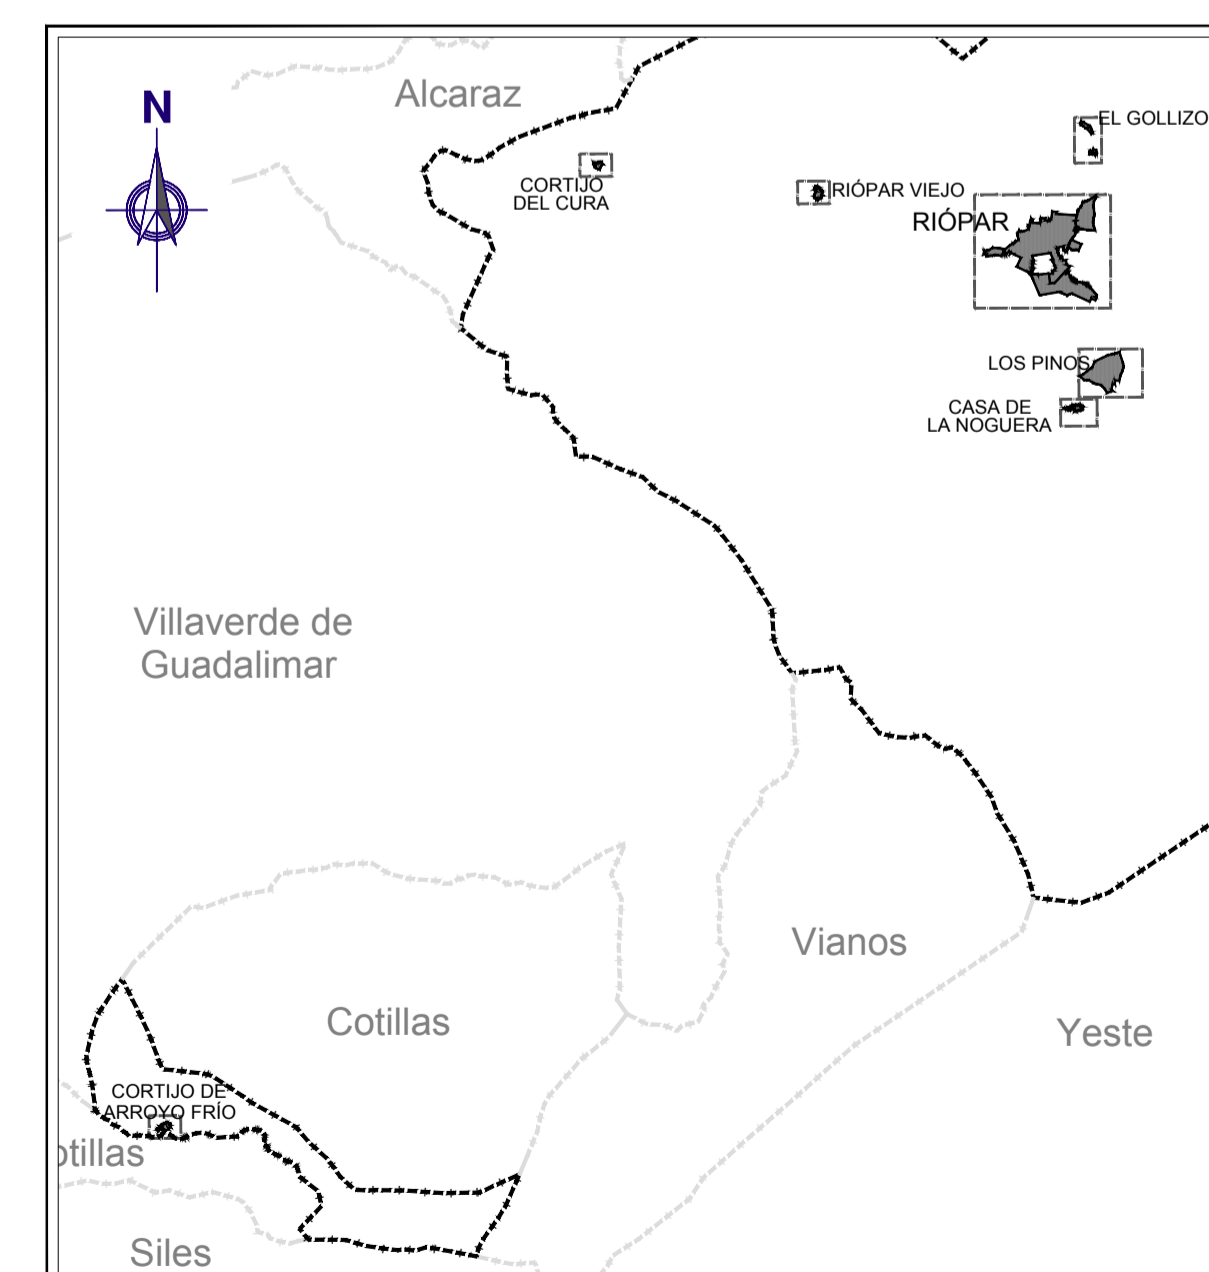 N
Alcaraz
EL GOLLIZO
CORTIJO
DEL CURA
RIÓPAR VIEJO
RIÓPAR
LOS PINOS
CASA DE
LA NOGUERA
Villaverde de
Guadalimar
Vianos
Cotillas
Yeste
CORTIJO DE
ARROYO FRÍO
otillas
Siles